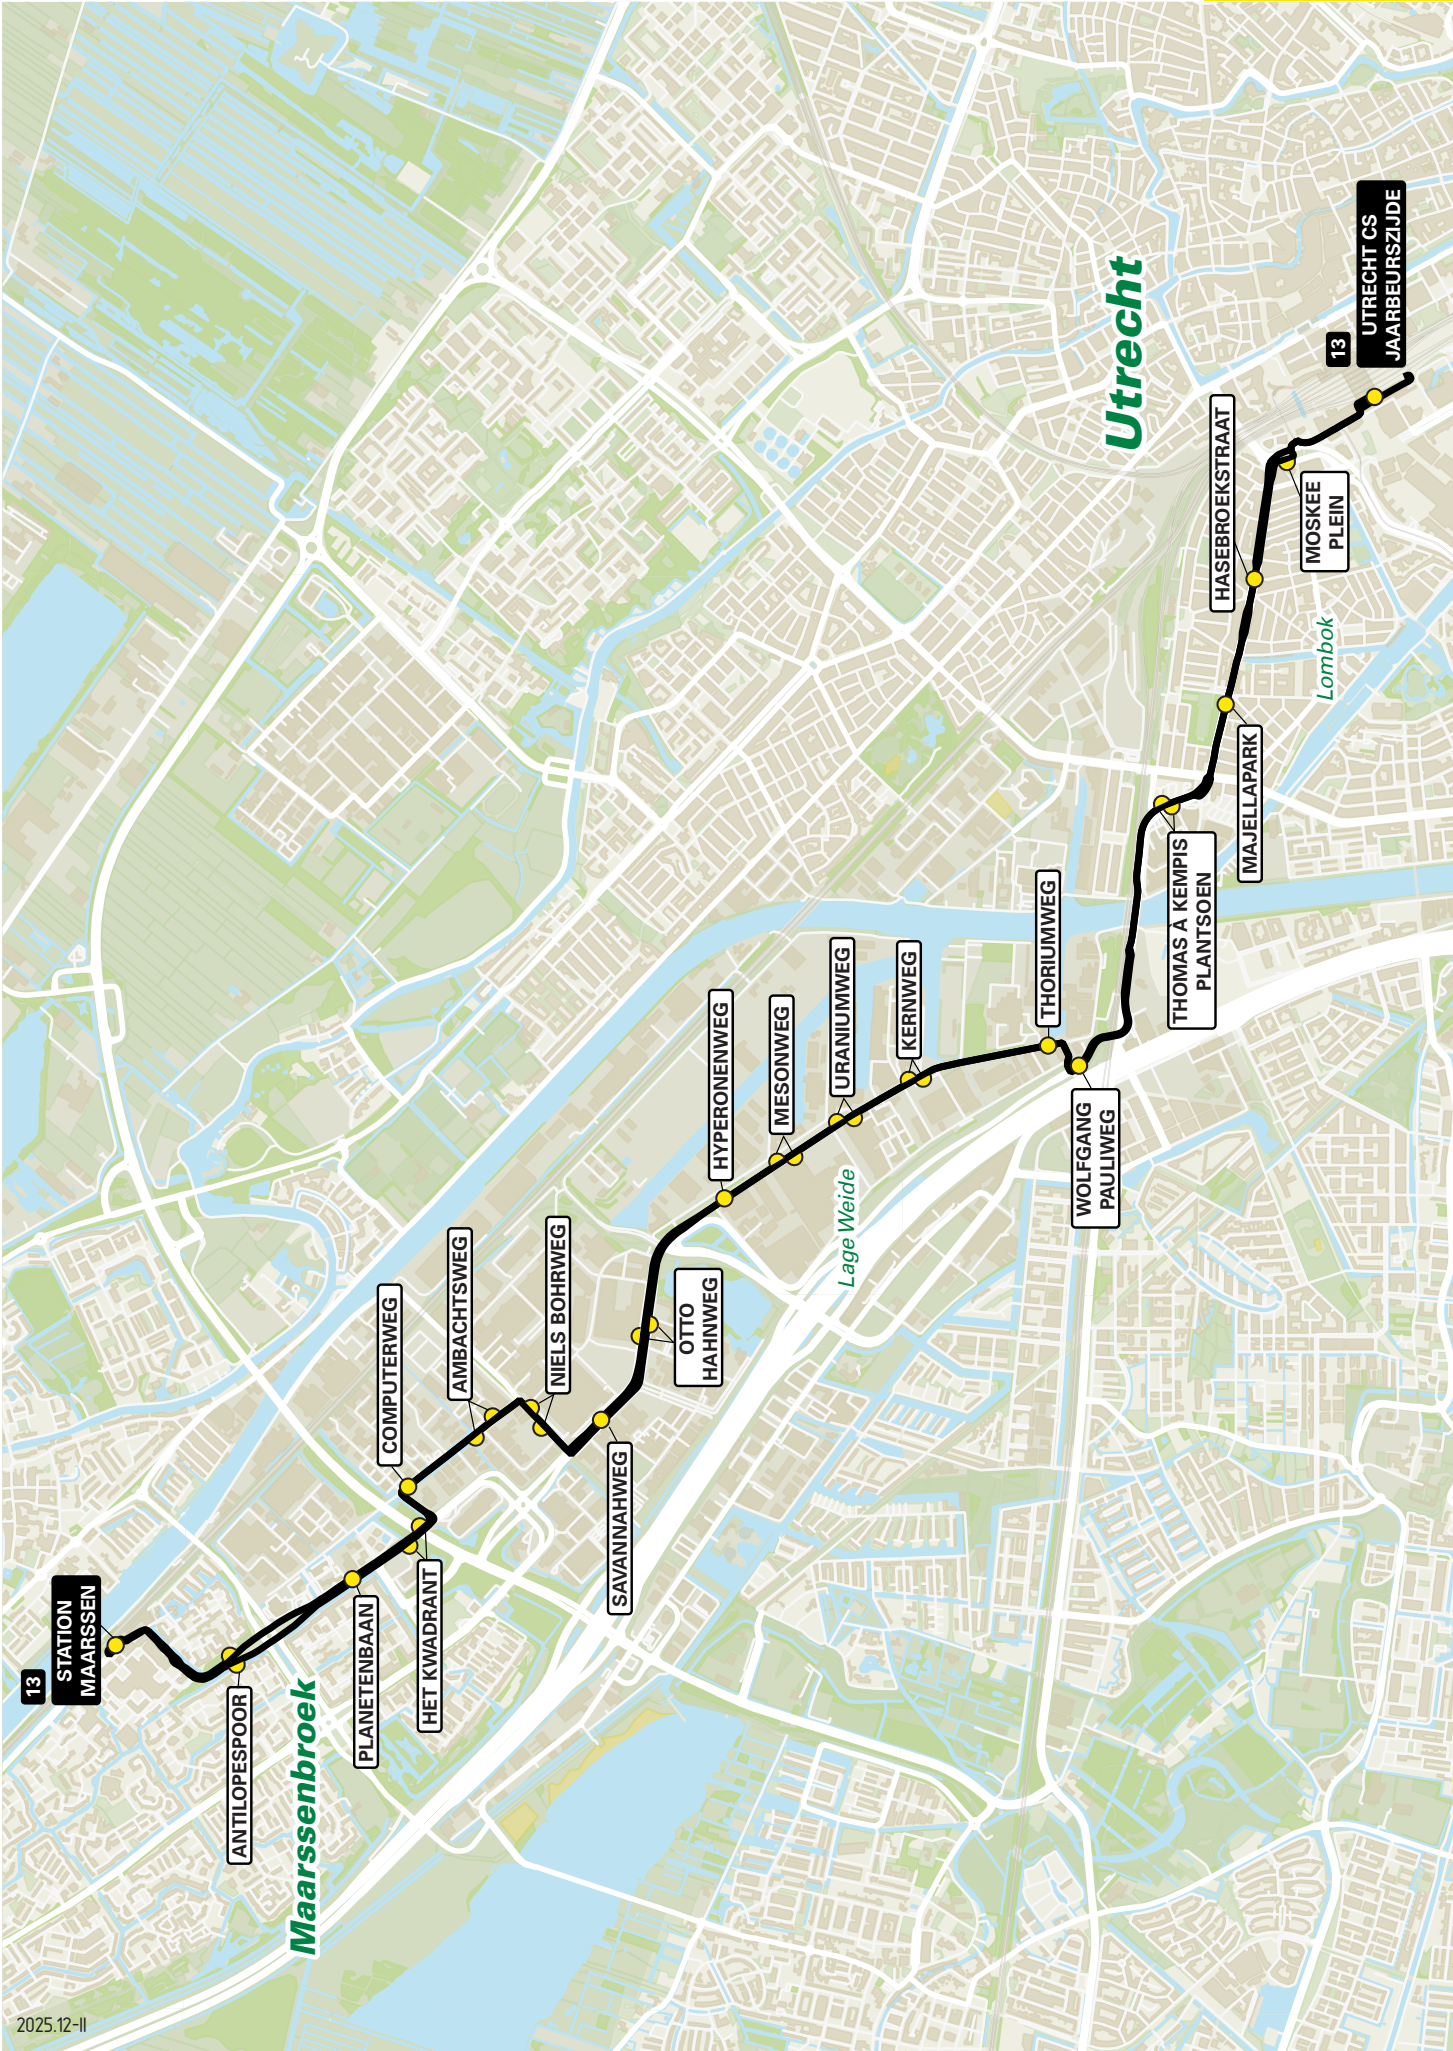 13
STATION
MAARSSEN
ANTILOPESPOOR
Maarssenbroek
PLANETENBAAN
HET KWADRANT
COMPUTERWEG
AMBACHTSWEG
NIELS BOHRWEG
SAVANNAHWEG
OTTO
HAHNWEG
HYPERONENWEG
MESONWEG
URANIUMWEG
Lage Weide
KERNWEG
THORIUMWEG
WOLFGANG
PAULIWEG
THOMAS A KEMPIS
PLANTSOEN
MAJELLAPARK
Lombok
HASEBROEKSTRAAT
MOSKEE
PLEIN
Utrecht
13
UTRECHT CS
JAARBEURSZIJDE
2025.12-II